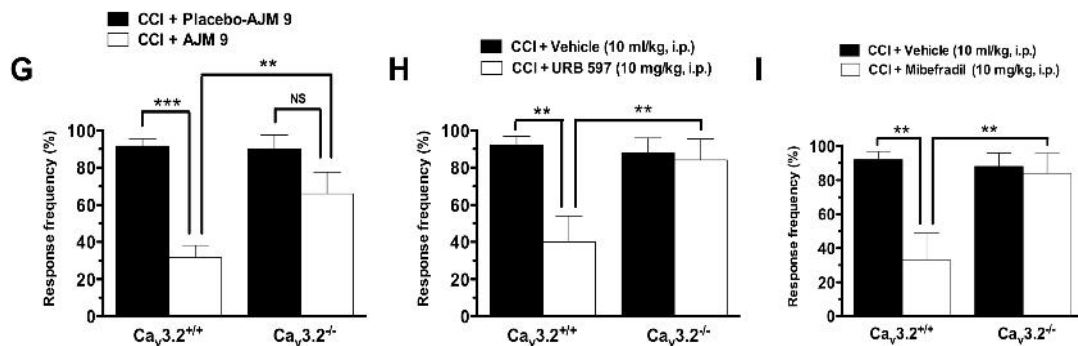 CCI + Placebo-AJM 9
CCI + AJM 9
G
**
***
NS
Response frequency (%)
100
80
60
40
20
0
Cav3.2+/+
Cav3.2-/-
CCI + Vehicle (10 ml/kg, i.p.)
CCI + URB 597 (10 mg/kg, i.p.)
H
**
**
Response frequency (%)
100
80
60
40
20
0
Cav3.2+/+
Cav3.2-/-
CCI + Vehicle (10 ml/kg, i.p.)
CCI + Mibefradil (10 mg/kg, i.p.)
I
**
**
Response frequency (%)
100
80
60
40
20
0
Cav3.2+/+
Cav3.2-/-